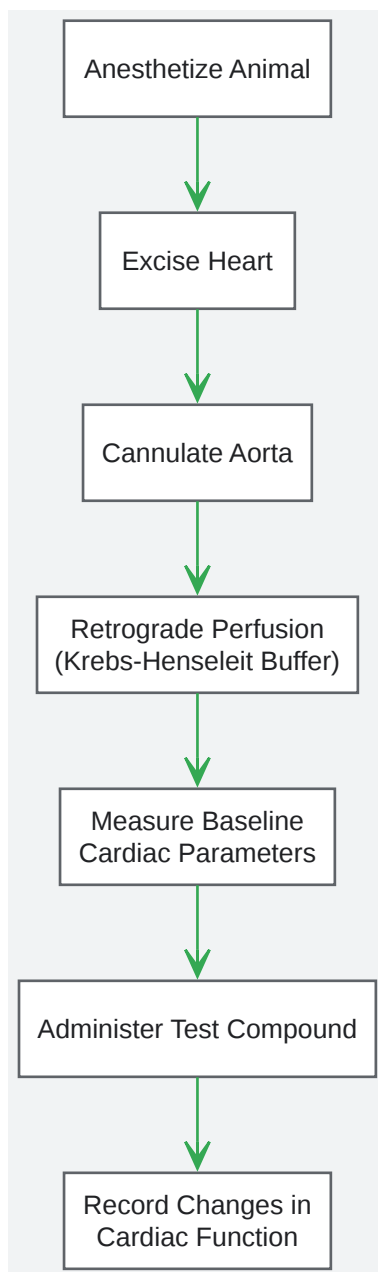 Anesthetize Animal
Excise Heart
Cannulate Aorta
Retrograde Perfusion
(Krebs-Henseleit Buffer)
Measure Baseline
Cardiac Parameters
Administer Test Compound
Record Changes in
Cardiac Function